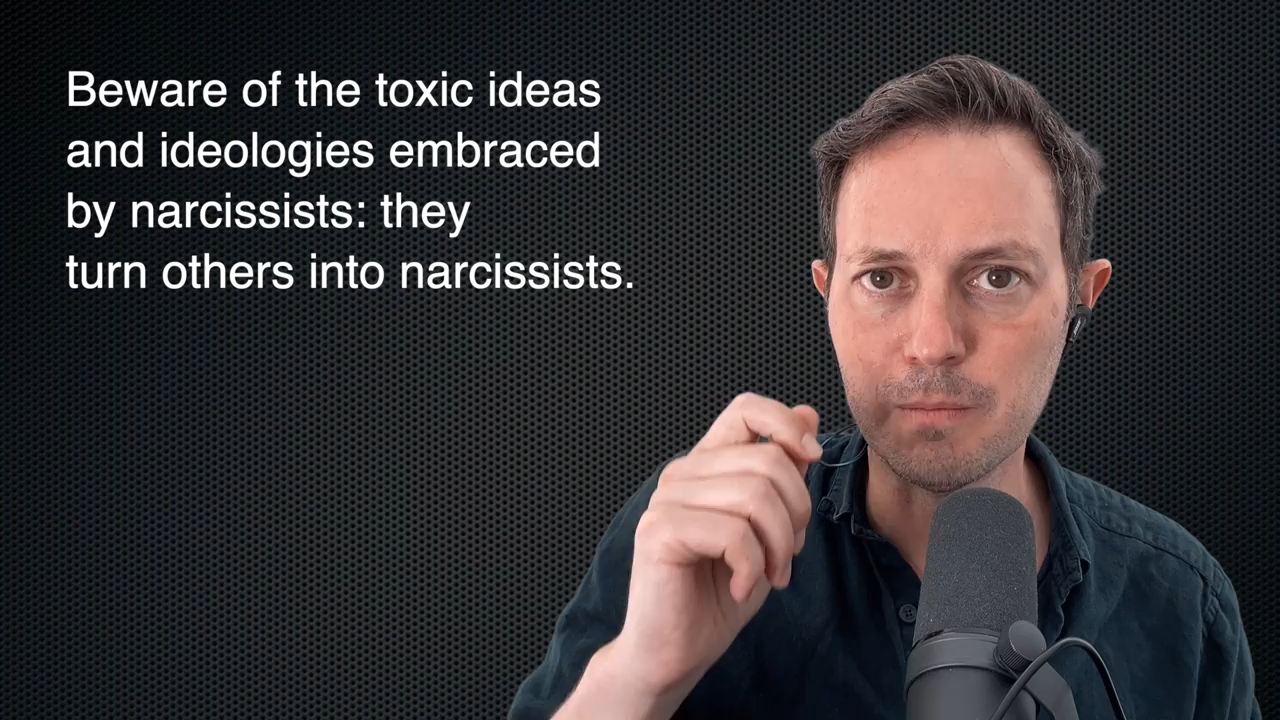 Beware of the toxic ideas
and ideologies embraced
by narcissists: they
turn others into narcissists.